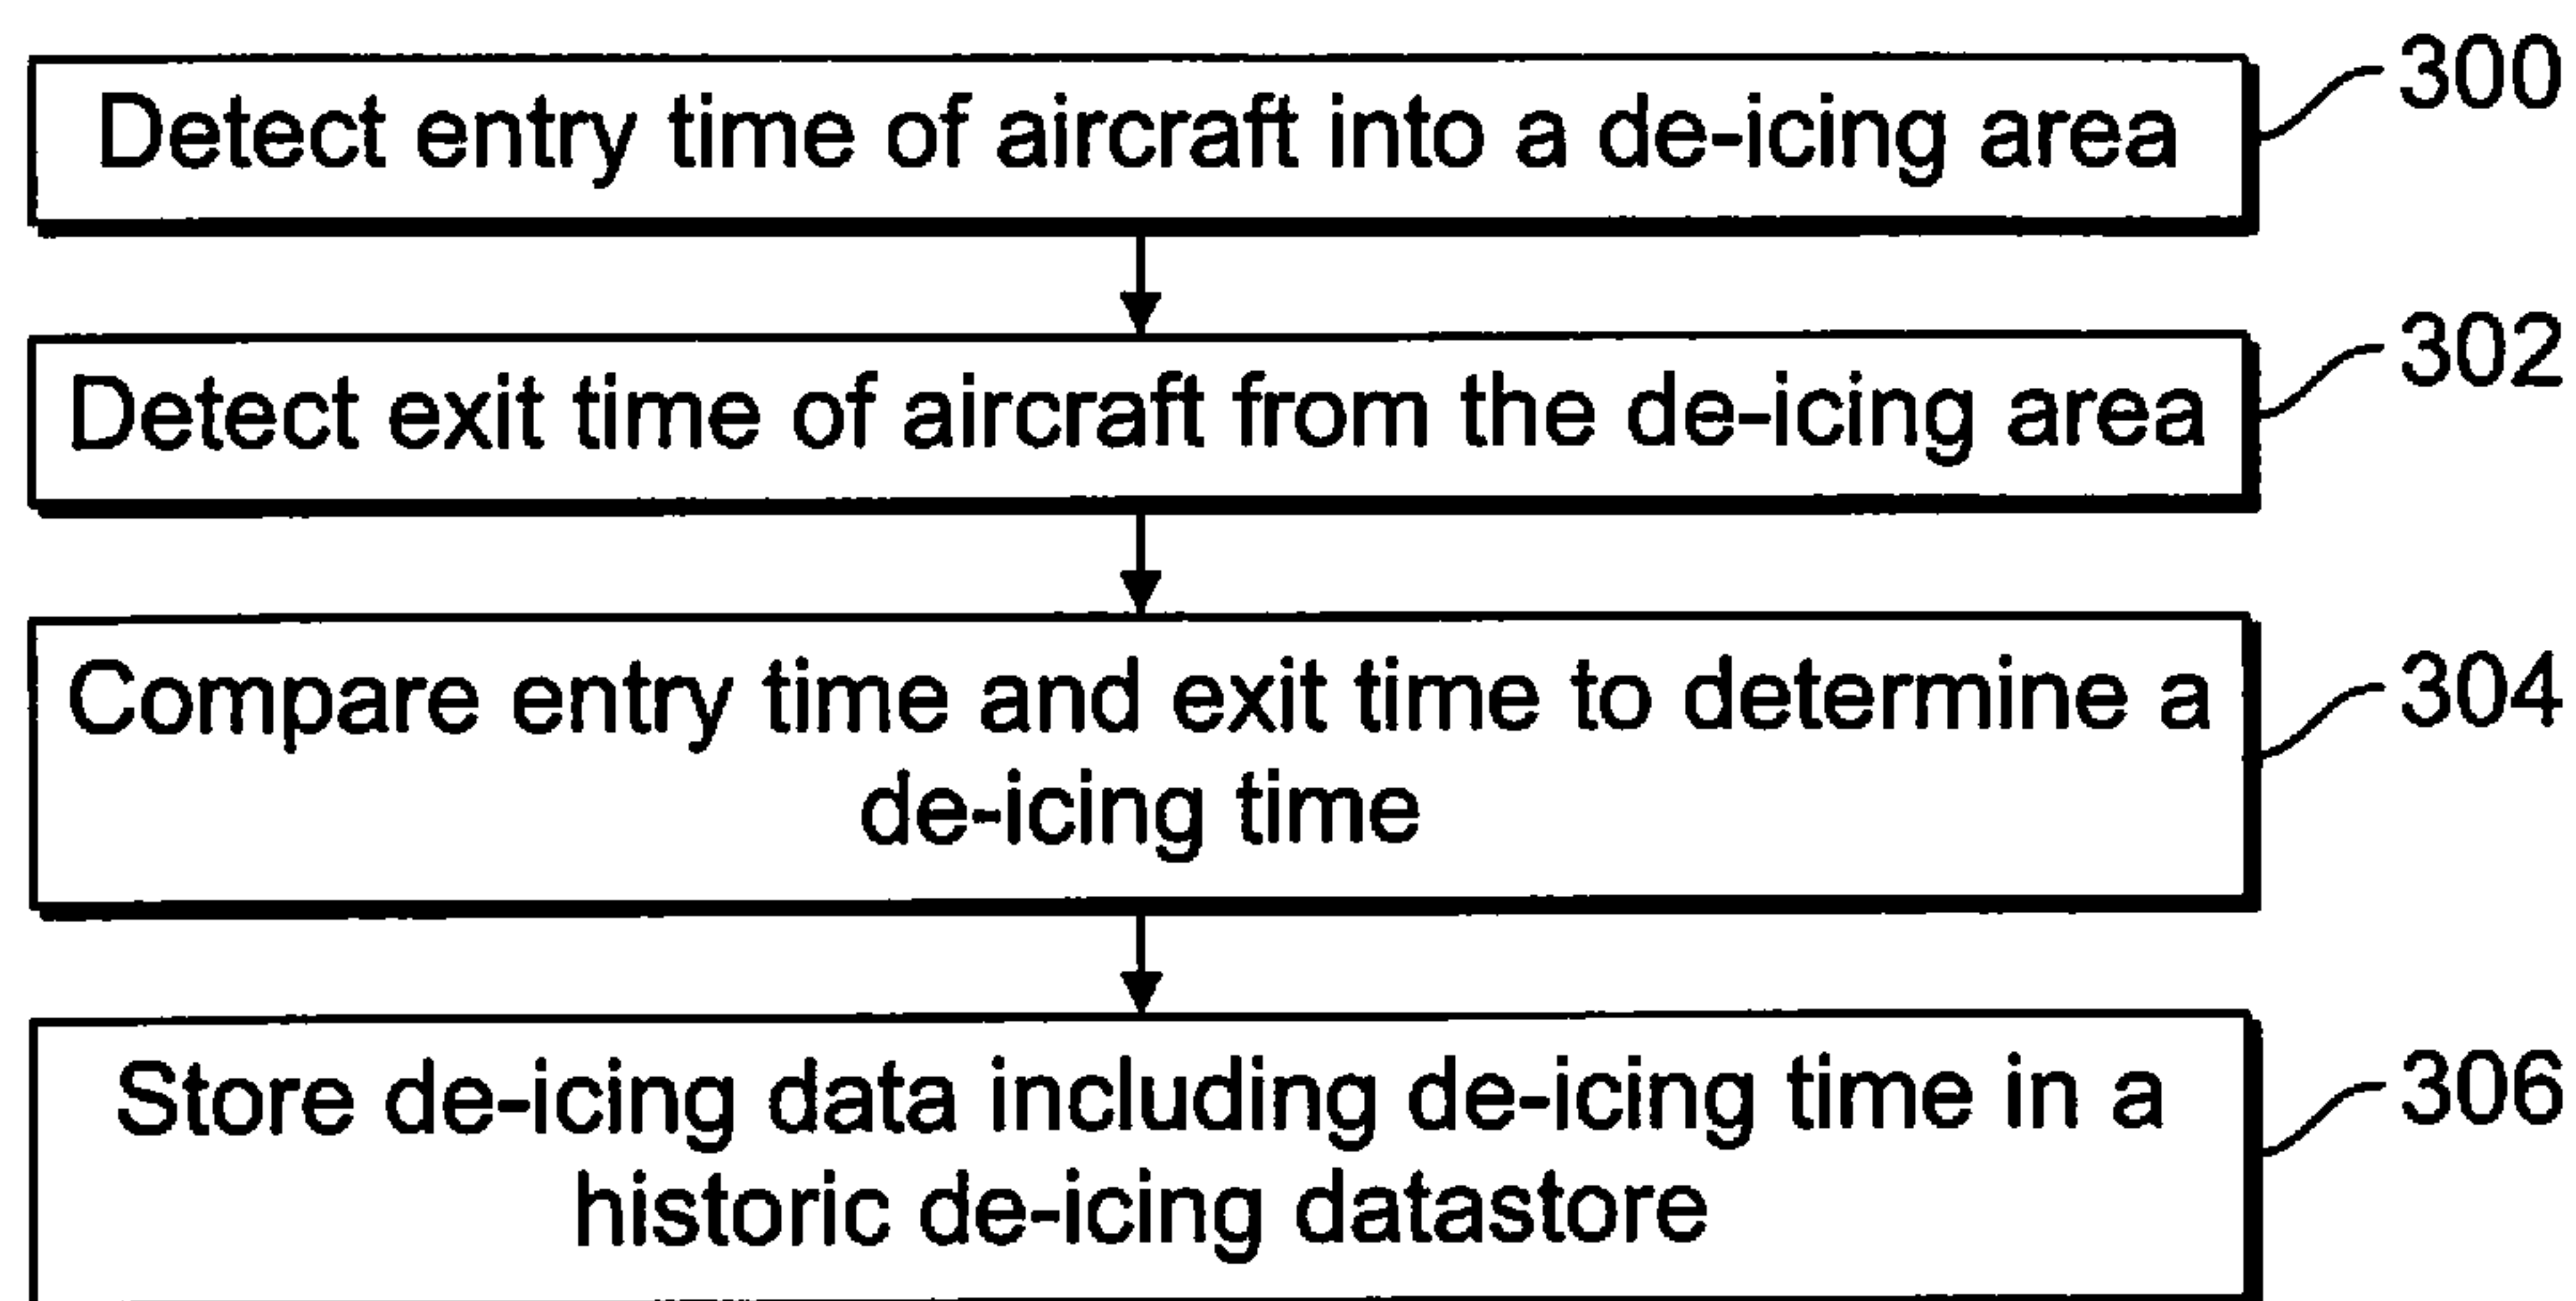 Detect entry time of aircraft into a de-icing area
300
Detect exit time of aircraft from the de-icing area
302
Compare entry time and exit time to determine a
de-icing time
304
Store de-icing data including de-icing time in a
historic de-icing datastore
306